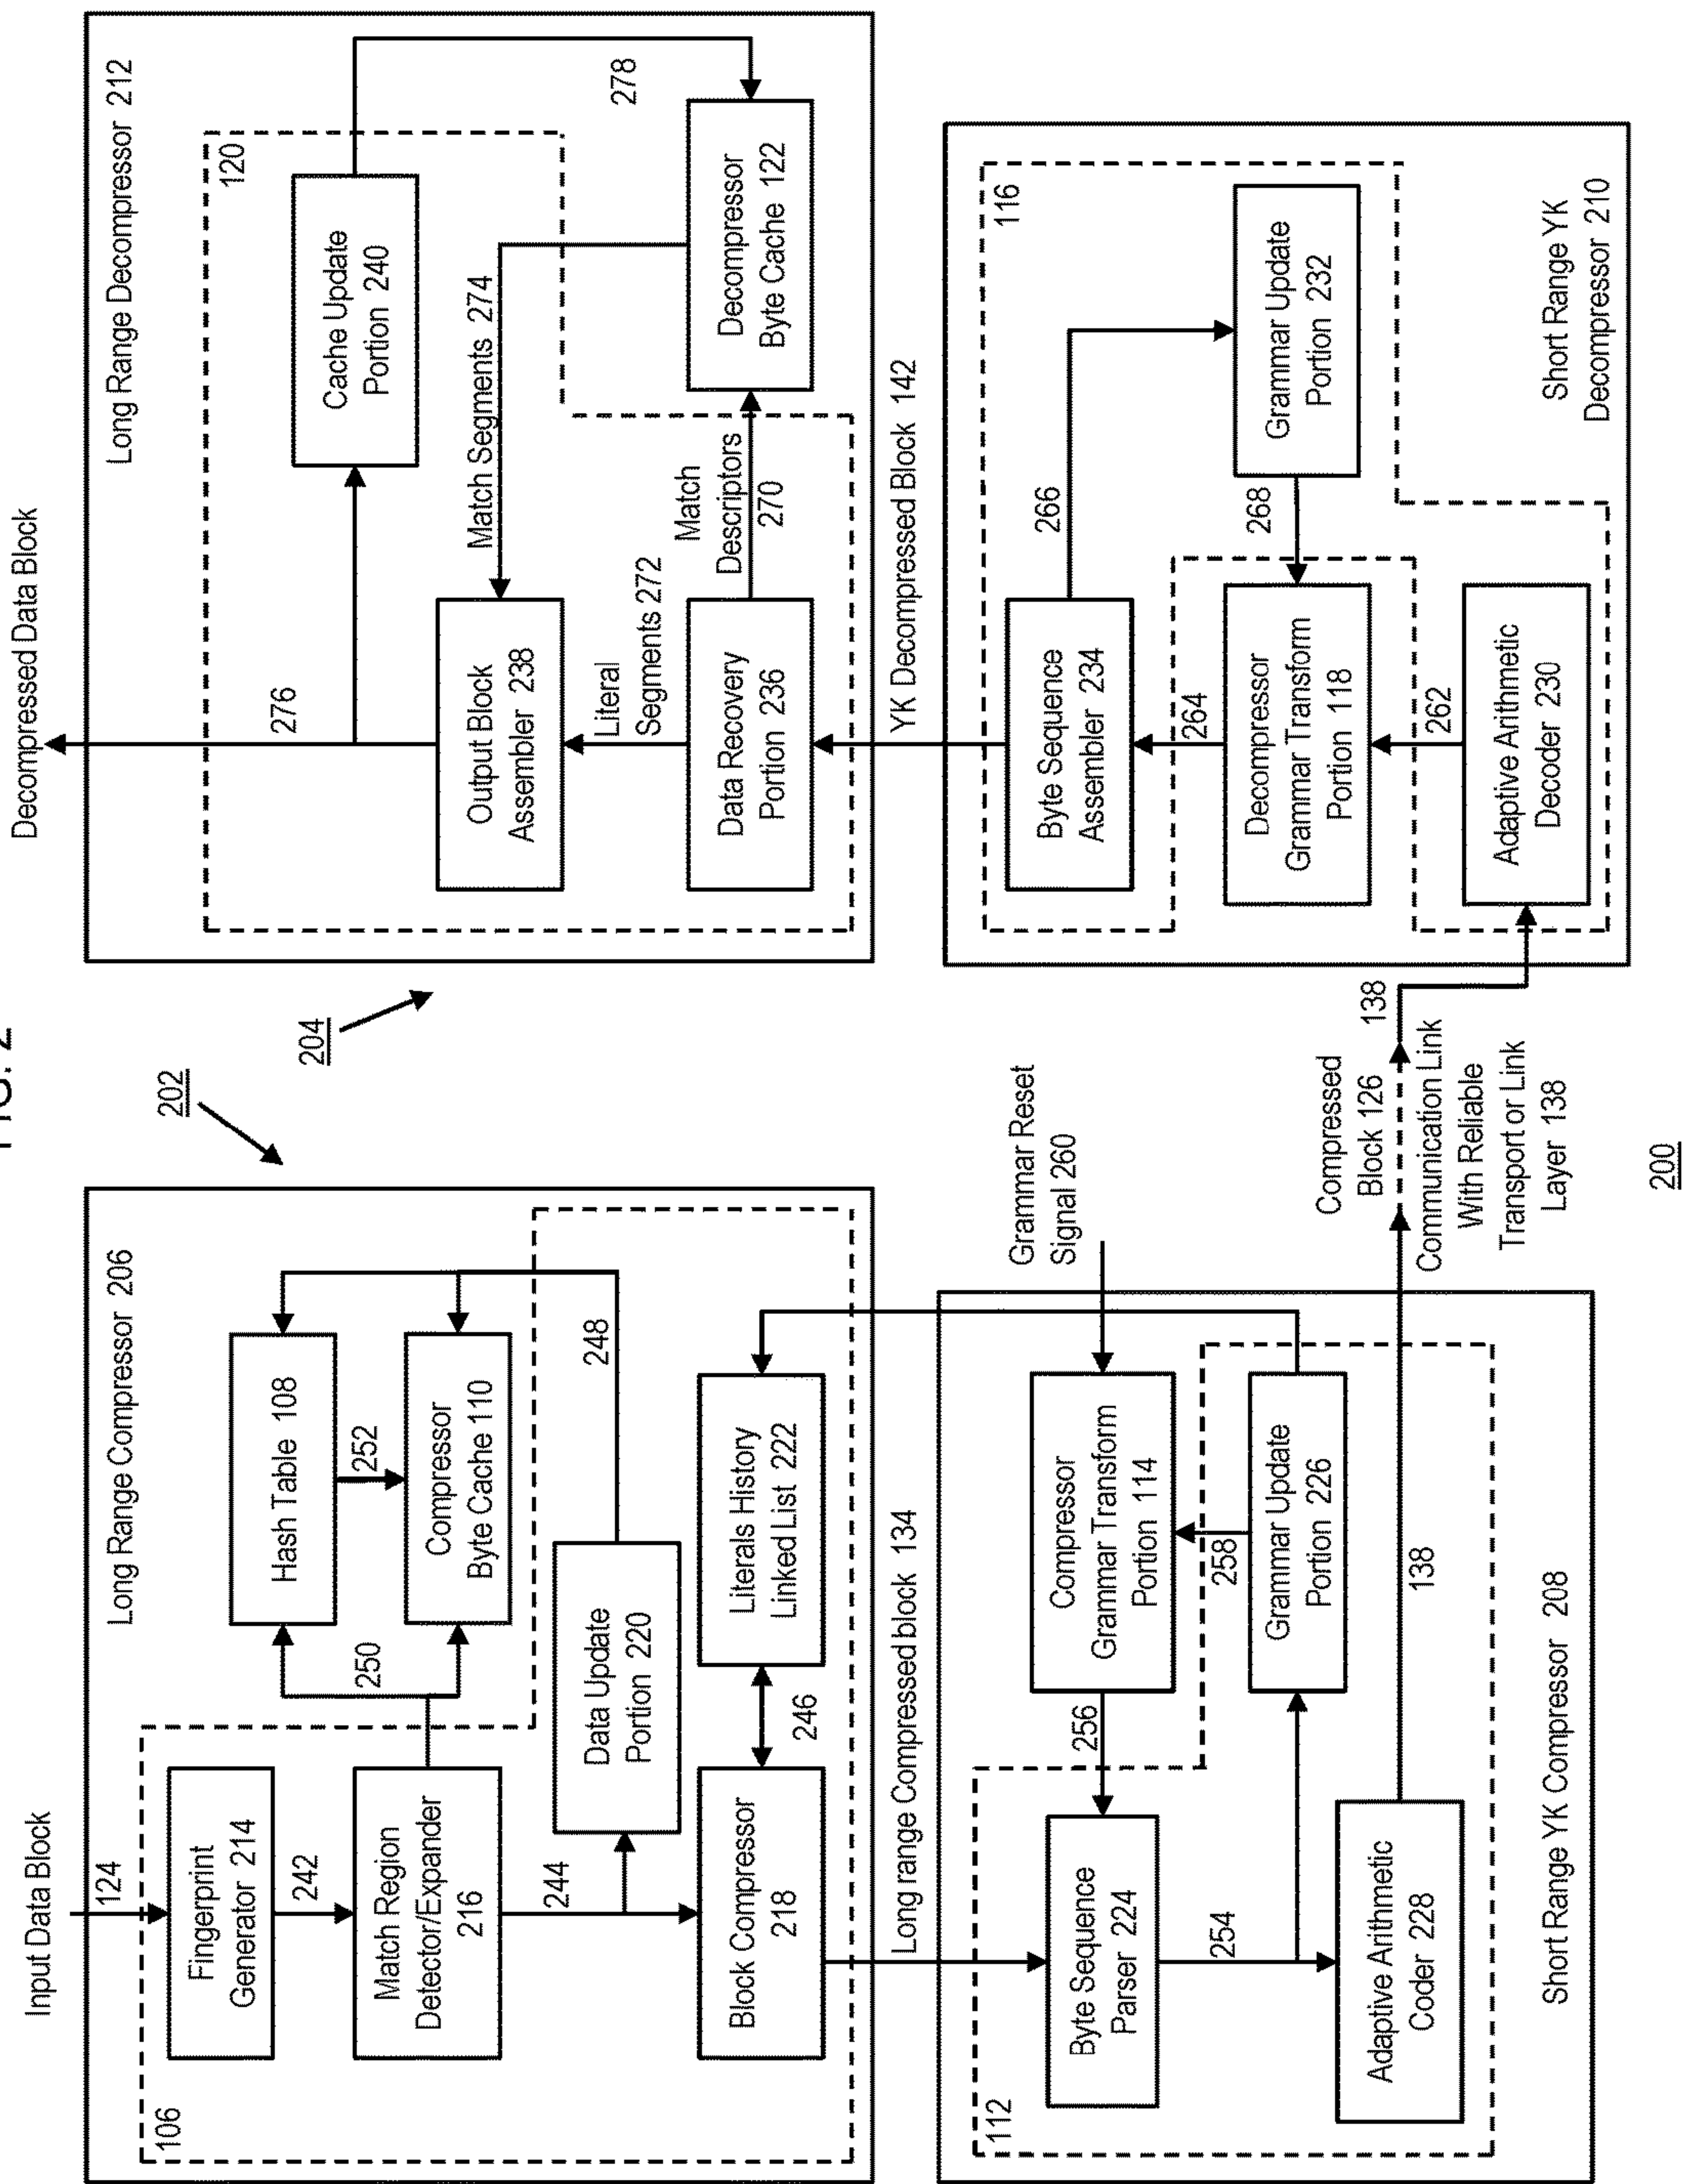 FIG. 2
Input Data Block
124
Long Range Compressor 206
106
Fingerprint
Generator 214
242
Match Region
Detector/Expander
216
250
Hash Table 108
252
Compressor
Byte Cache 110
244
Data Update
Portion 220
248
Block Compressor
218
246
Literals History
Linked List 222
202
204
Long range Compressed block 134
112
Byte Sequence
Parser 224
256
Compressor
Grammar Transform
Portion 114
Grammar Reset
Signal 260
254
258
Grammar Update
Portion 226
Adaptive Arithmetic
Coder 228
138
Short Range YK Compressor 208
Compressed
Block 126
138
Communication Link
With Reliable
Transport or Link
Layer 138
200
Decompressed Data Block
Long Range Decompressor 212
120
276
Cache Update
Portion 240
278
Output Block
Assembler 238
Match Segments 274
Literal
Segments 272
Match
Descriptors
270
Data Recovery
Portion 236
Decompressor
Byte Cache 122
YK Decompressed Block 142
116
Byte Sequence
Assembler 234
266
264
Decompressor
Grammar Transform
Portion 118
268
Grammar Update
Portion 232
262
Adaptive Arithmetic
Decoder 230
Short Range YK
Decompressor 210